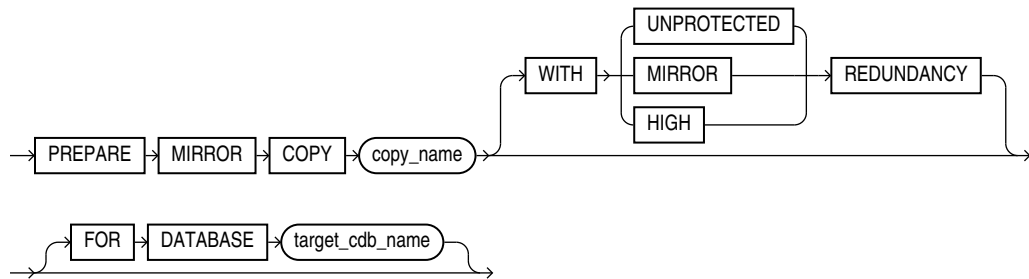 UNPROTECTED
WITH MIRROR REDUNDANCY
HIGH
PREPARE MIRROR COPY copy_name
FOR DATABASE target_cdb_name